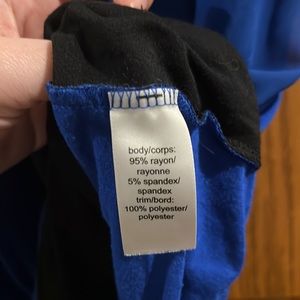 body/corps:
95% rayon/
rayonne
5% spandex/
spandex
trim/bord:
100% polyester/
polyester